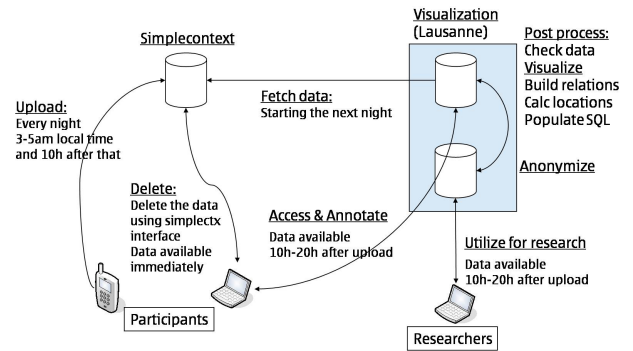 Simplecontext
Visualization
(Lausanne)
Post process:
Check data
Visualize
Build relations
Calc locations
Populate SQL
Upload:
Every night
3-5am local time
and 10h after that
Fetch data:
Starting the next night
Anonymize
Delete:
Delete the data
using simplectx
interface
Data available
immediately
Access & Annotate
Data available
10h-20h after upload
Utilize for research
Data available
10h-20h after upload
Participants
Researchers